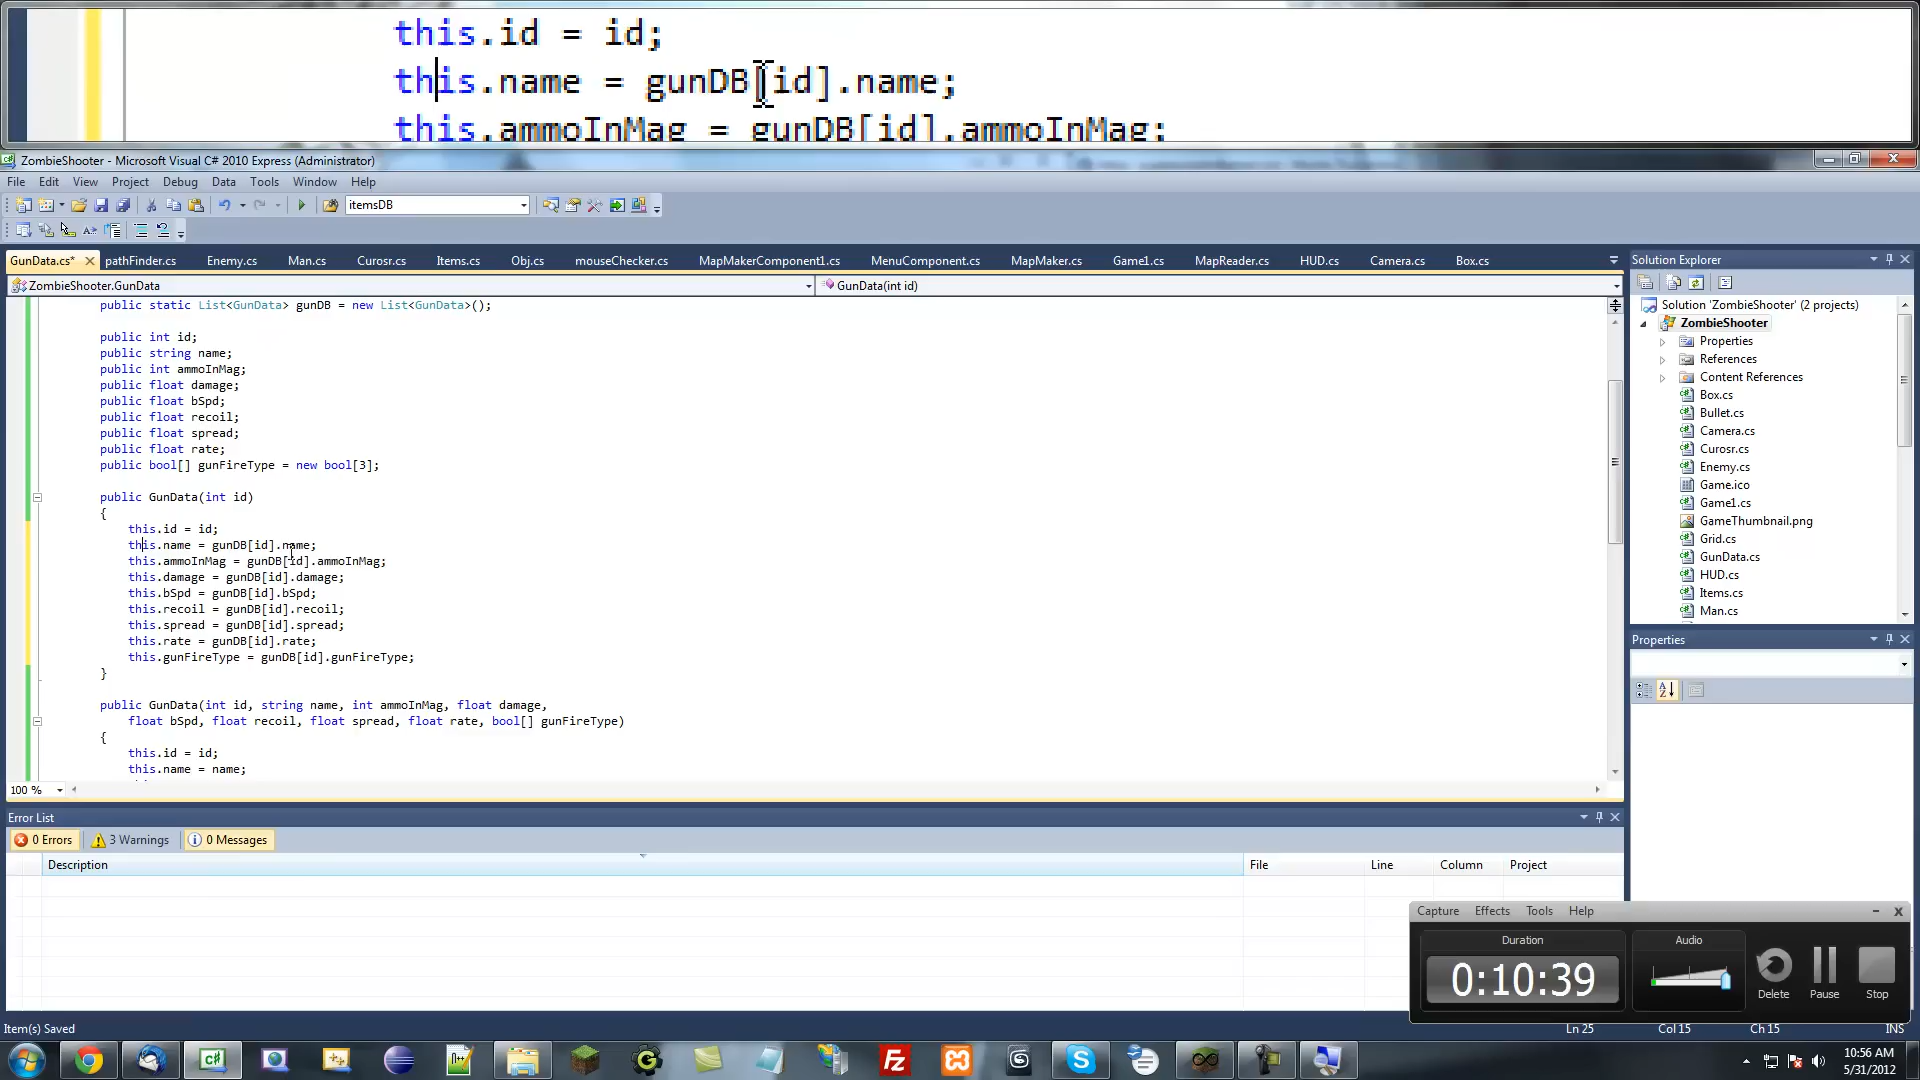 this.id = id;
this.name = gunDB[id].name;
this.ammoInMag = gunDB[id].ammoInMag;
ZombieShooter - Microsoft Visual C# 2010 Express (Administrator)
File Edit View Project Debug Data Tools Window Help
itemsDB
GunData.cs* pathFinder.cs Enemy.cs Man.cs Curosr.cs Items.cs Obj.cs mouseChecker.cs MapMakerComponent1.cs MenuComponent.cs MapMaker.cs Game1.cs MapReader.cs HUD.cs Camera.cs Box.cs
ZombieShooter.GunData GunData(int id)
public static List<GunData> gunDB = new List<GunData>();
public int id;
public string name;
public int ammoInMag;
public float damage;
public float bSpd;
public float recoil;
public float spread;
public float rate;
public bool[] gunFireType = new bool[3];
public GunData(int id)
{
this.id = id;
this.name = gunDB[id].name;
this.ammoInMag = gunDB[id].ammoInMag;
this.damage = gunDB[id].damage;
this.bSpd = gunDB[id].bSpd;
this.recoil = gunDB[id].recoil;
this.spread = gunDB[id].spread;
this.rate = gunDB[id].rate;
this.gunFireType = gunDB[id].gunFireType;
}
public GunData(int id, string name, int ammoInMag, float damage,
float bSpd, float recoil, float spread, float rate, bool[] gunFireType)
{
this.id = id;
this.name = name;
100 %
Solution Explorer
Solution 'ZombieShooter' (2 projects)
ZombieShooter
Properties
References
Content References
Box.cs
Bullet.cs
Camera.cs
Curosr.cs
Enemy.cs
Game.ico
Game1.cs
GameThumbnail.png
Grid.cs
GunData.cs
HUD.cs
Items.cs
Man.cs
Properties
Error List
0 Errors 3 Warnings 0 Messages
Description File Line Column Project
Capture Effects Tools Help
Duration Audio
0:10:39
Delete Pause Stop
Item(s) Saved Ln 25 Col 15 Ch 15 INS
10:56 AM
5/31/2012